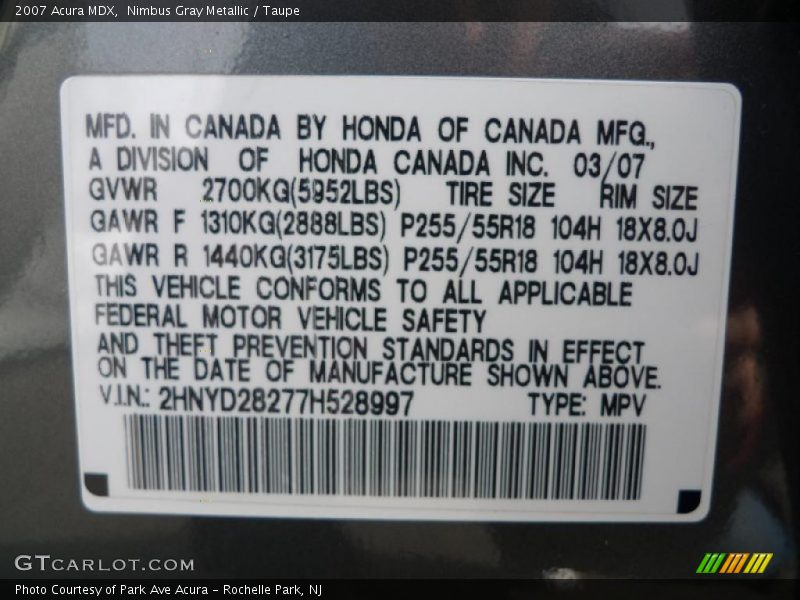 2007 Acura MDX,  Nimbus Gray Metallic / Taupe
MFD. IN CANADA BY HONDA OF CANADA MFG.,
A DIVISION OF HONDA CANADA INC. 03/07
GVWR 2700KG(5952LBS) TIRE SIZE RIM SIZE
GAWR F 1310KG(2888LBS) P255/55R18 104H 18X8.0J
GAWR R 1440KG(3175LBS) P255/55R18 104H 18X8.0J
THIS VEHICLE CONFORMS TO ALL APPLICABLE
FEDERAL MOTOR VEHICLE SAFETY
AND THEFT PREVENTION STANDARDS IN EFFECT
ON THE DATE OF MANUFACTURE SHOWN ABOVE.
V.I.N.: 2HNYD28277H528997 TYPE: MPV
GTCARLOT.COM
Photo Courtesy of Park Ave Acura - Rochelle Park, NJ